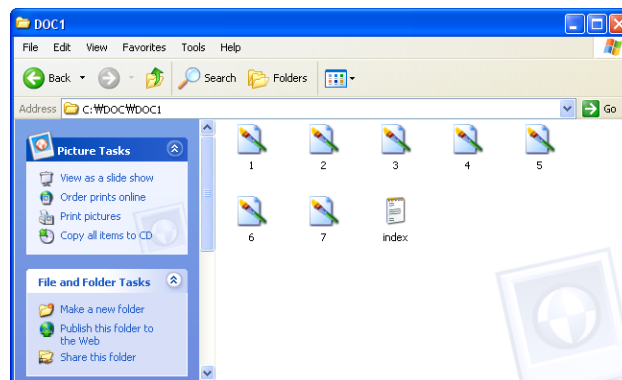 DOC1
File Edit View Favorites Tools Help
Back Search Folders
Address C:₩DOC₩DOC1 Go
Picture Tasks
View as a slide show
Order prints online
Print pictures
Copy all items to CD
File and Folder Tasks
Make a new folder
Publish this folder to
the Web
Share this folder
1 2 3 4 5
6 7 index